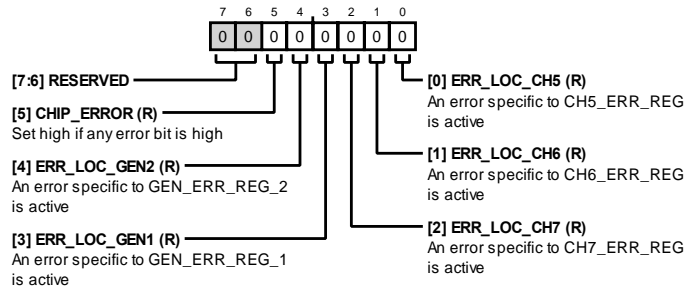 7 6 5 4 3 2 1 0
0 0 0 0 0 0 0 0
[7:6] RESERVED
[5] CHIP_ERROR (R)
Set high if any error bit is high
[4] ERR_LOC_GEN2 (R)
An error specific to GEN_ERR_REG_2
is active
[3] ERR_LOC_GEN1 (R)
An error specific to GEN_ERR_REG_1
is active
[0] ERR_LOC_CH5 (R)
An error specific to CH5_ERR_REG
is active
[1] ERR_LOC_CH6 (R)
An error specific to CH6_ERR_REG
is active
[2] ERR_LOC_CH7 (R)
An error specific to CH7_ERR_REG
is active